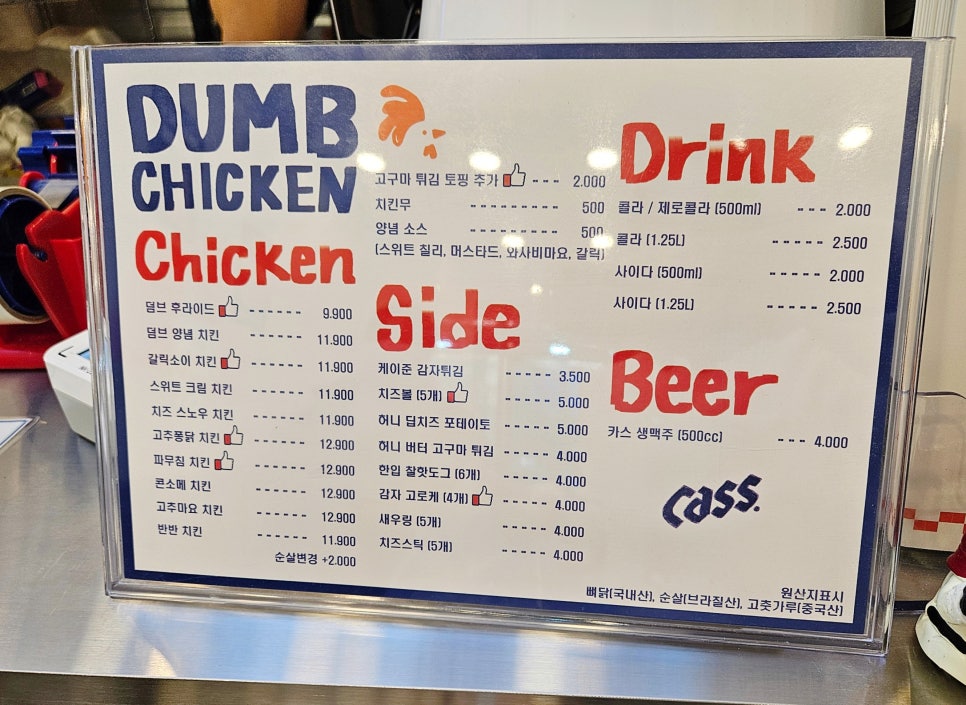 DUMB
CHICKEN
Chicken
덤브 후라이드 ------ 9.900
덤브 양념 치킨 ------ 11.900
갈릭소이 치킨 ------ 11.900
스위트 크림 치킨 ------ 11.900
치즈 스노우 치킨 ------ 11.900
고추퐁닭 치킨 ------ 12.900
파무침 치킨 ------ 12.900
콘소메 치킨 ------ 12.900
고추마요 치킨 ------ 12.900
반반 치킨 ------ 11.900
순살변경 +2.000
고구마 튀김 토핑 추가 --- 2.000
치킨무 --------- 500
양념 소스 --------- 500
(스위트 칠리, 머스타드, 와사비마요, 갈릭)
Side
케이준 감자튀김 ----- 3.500
치즈볼 (5개) ----- 5.000
허니 딥치즈 포테이토 ----- 5.000
허니 버터 고구마 튀김 ----- 4.000
한입 찰핫도그 (6개) ----- 4.000
감자 고로케 (4개) ----- 4.000
새우링 (5개) ----- 4.000
치즈스틱 (5개) ----- 4.000
Drink
콜라 / 제로콜라 (500ml) --- 2.000
콜라 (1.25L) ----- 2.500
사이다 (500ml) ----- 2.000
사이다 (1.25L) ----- 2.500
Beer
카스 생맥주 (500cc) --- 4.000
cass.
원산지표시
뼈닭(국내산), 순살(브라질산), 고춧가루(중국산)